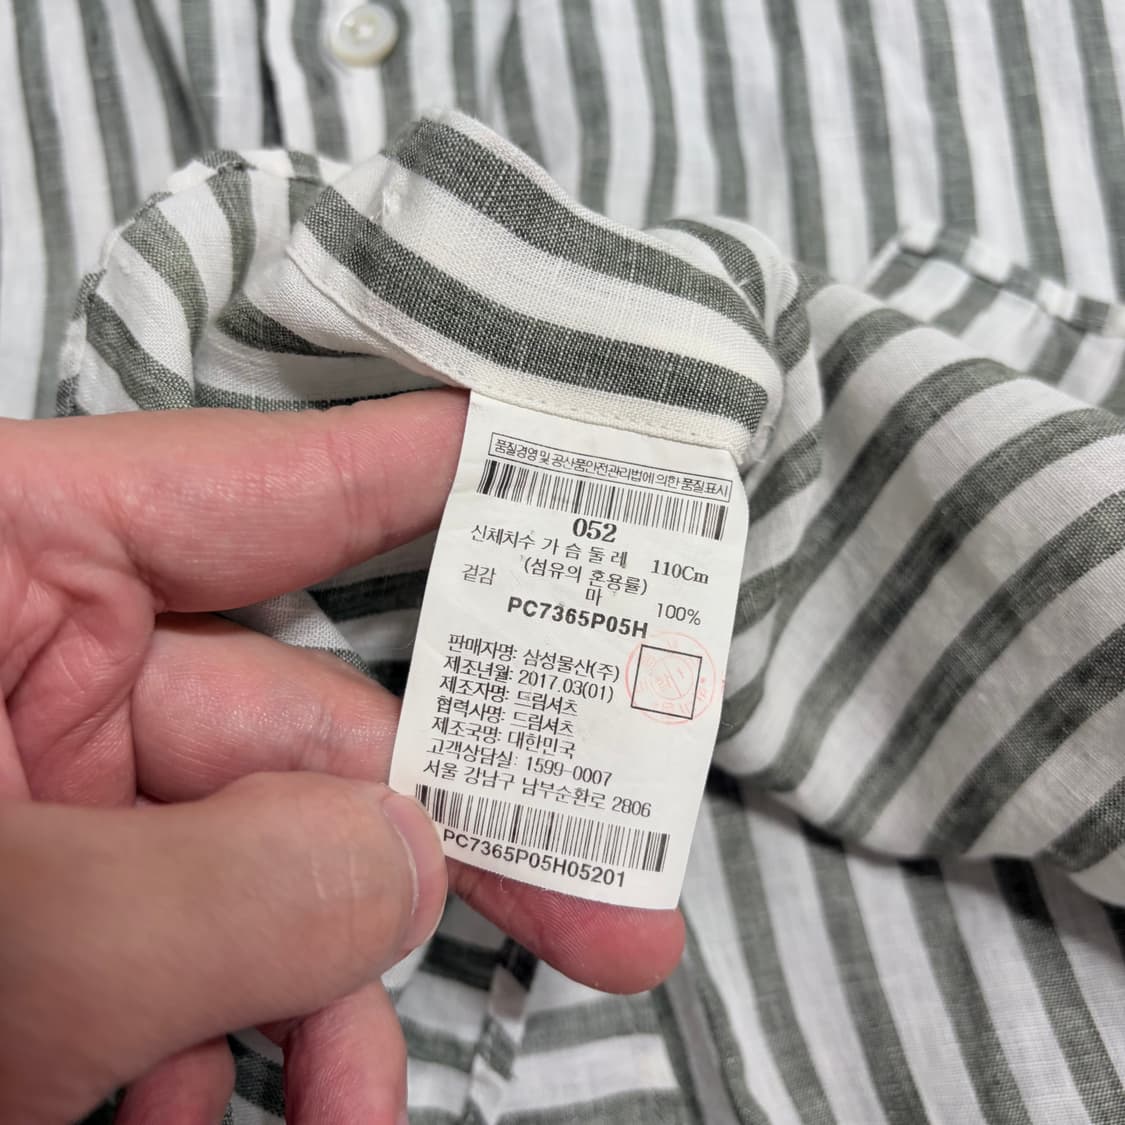 품질경영 및 공산품안전관리법에 의한 품질표시
052
신체치수 가슴둘레 110Cm
(섬유의 혼용률)
겉감 마 100%
PC7365P05H
판매자명: 삼성물산(주)
제조년월: 2017.03(01)
제조자명: 드림셔츠
협력사명: 드림셔츠
제조국명: 대한민국
고객상담실: 1599-0007
서울 강남구 남부순환로 2806
PC7365P05H05201